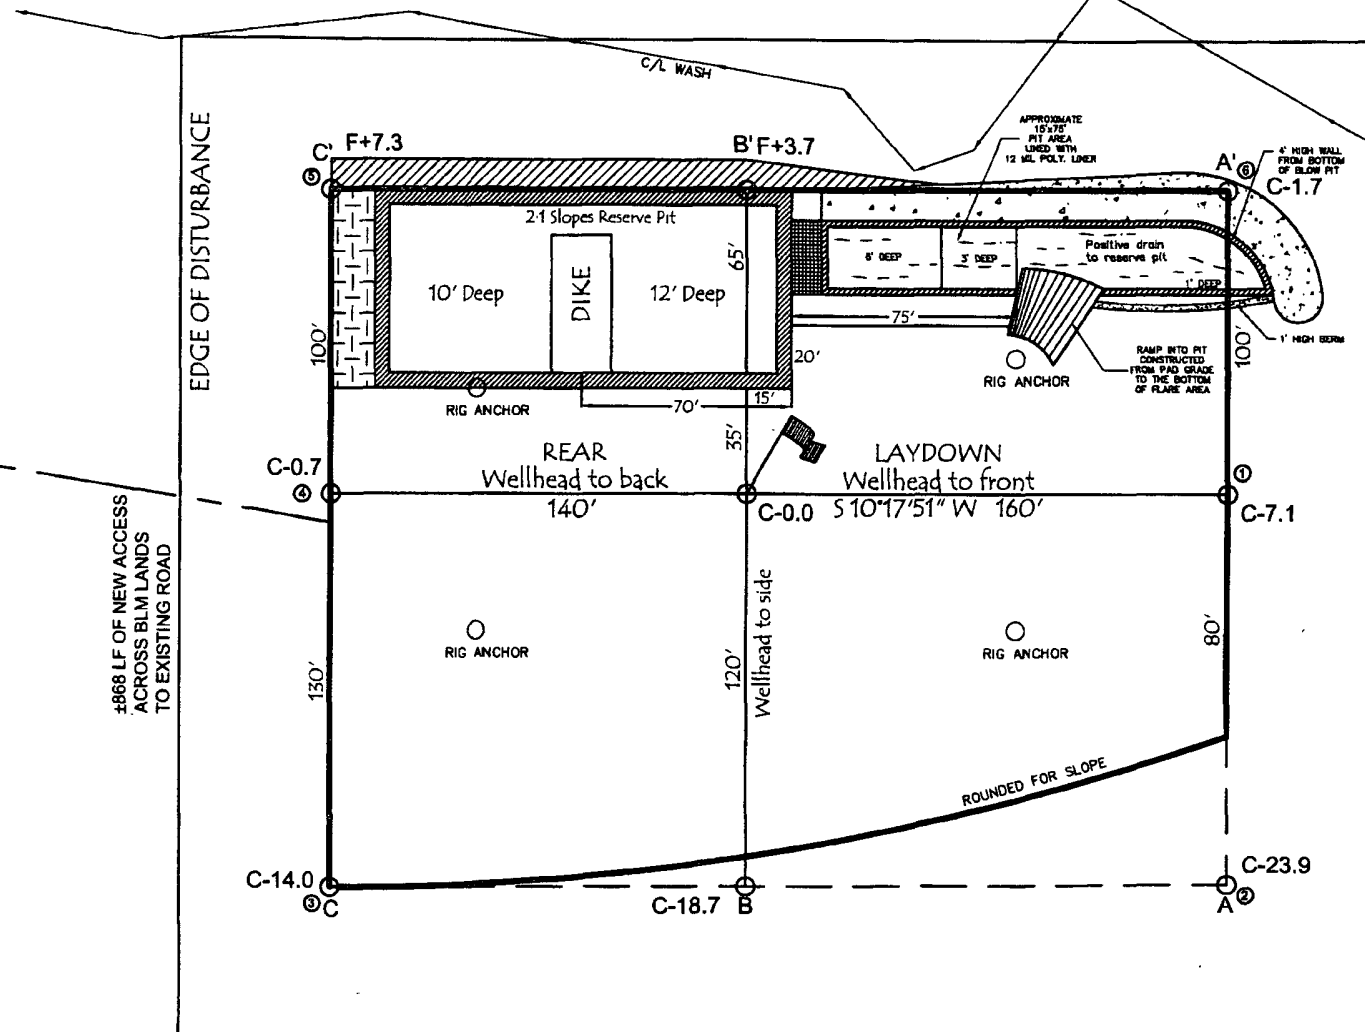 C/L WASH
EDGE OF DISTURBANCE
C'
F+7.3
B'
F+3.7
APPROXIMATE
15'x75'
PIT AREA
LINED WITH
12 MIL POLY. LINER
A'
6
C-1.7
4' HIGH WALL
FROM BOTTOM
OF BLOW PIT
5
2:1 Slopes Reserve Pit
10' Deep
DIKE
12' Deep
65'
3' DEEP
Positive drain
to reserve pit
1' DEEP
75'
20'
100'
100'
1' HIGH BERM
RAMP INTO PIT
CONSTRUCTED
FROM PAD GRADE
TO THE BOTTOM
OF FLARE AREA
RIG ANCHOR
RIG ANCHOR
70'
15'
35'
REAR
Wellhead to back
140'
LAYDOWN
Wellhead to front
S 10°17'51" W 160'
C-0.7
4
C-0.0
1
C-7.1
±868 LF OF NEW ACCESS
ACROSS BLM LANDS
TO EXISTING ROAD
RIG ANCHOR
RIG ANCHOR
130'
120'
Wellhead to side
80'
ROUNDED FOR SLOPE
C-14.0
3
C
C-18.7
B
C-23.9
A
2